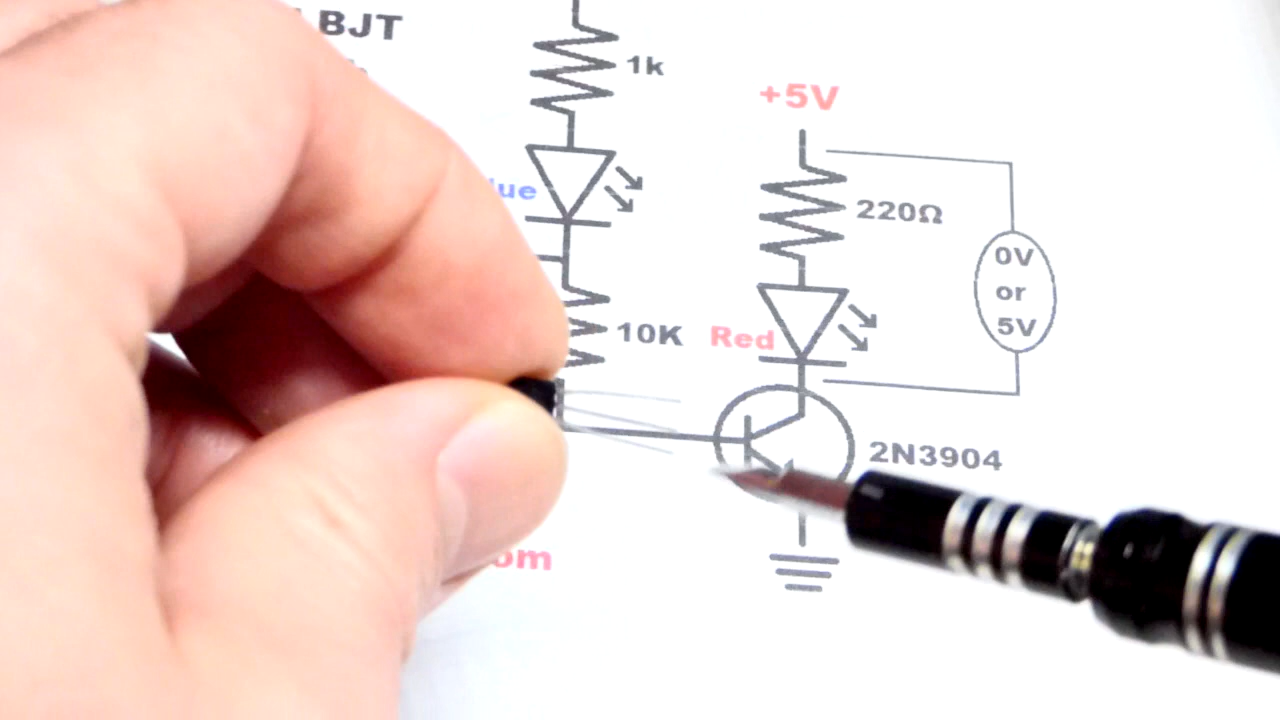 BJT
1k
+5V
220Ω
0V
or
5V
10K
Red
2N3904